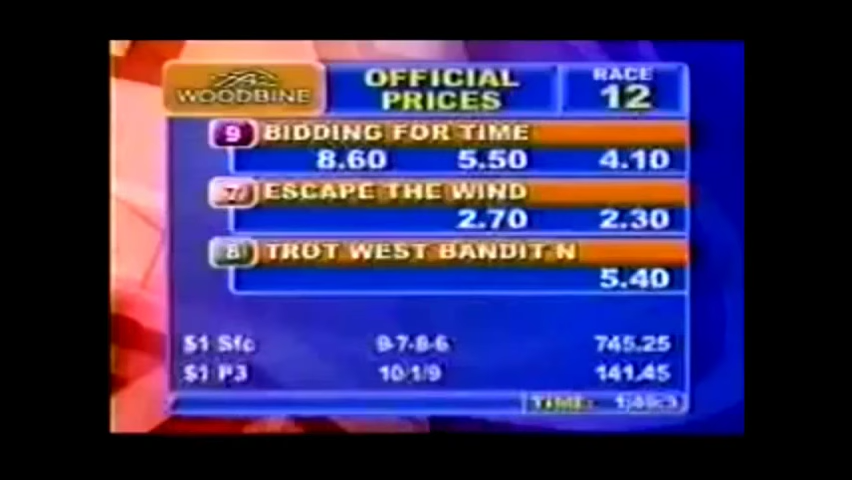 WOODBINE
OFFICIAL
PRICES
RACE
12
9 BIDDING FOR TIME
8.60 5.50 4.10
7 ESCAPE THE WIND
2.70 2.30
8 TROT WEST BANDIT N
5.40
$1 Sfc 9-7-8-6 745.25
$1 P3 10/1/9 141.45
TIME: